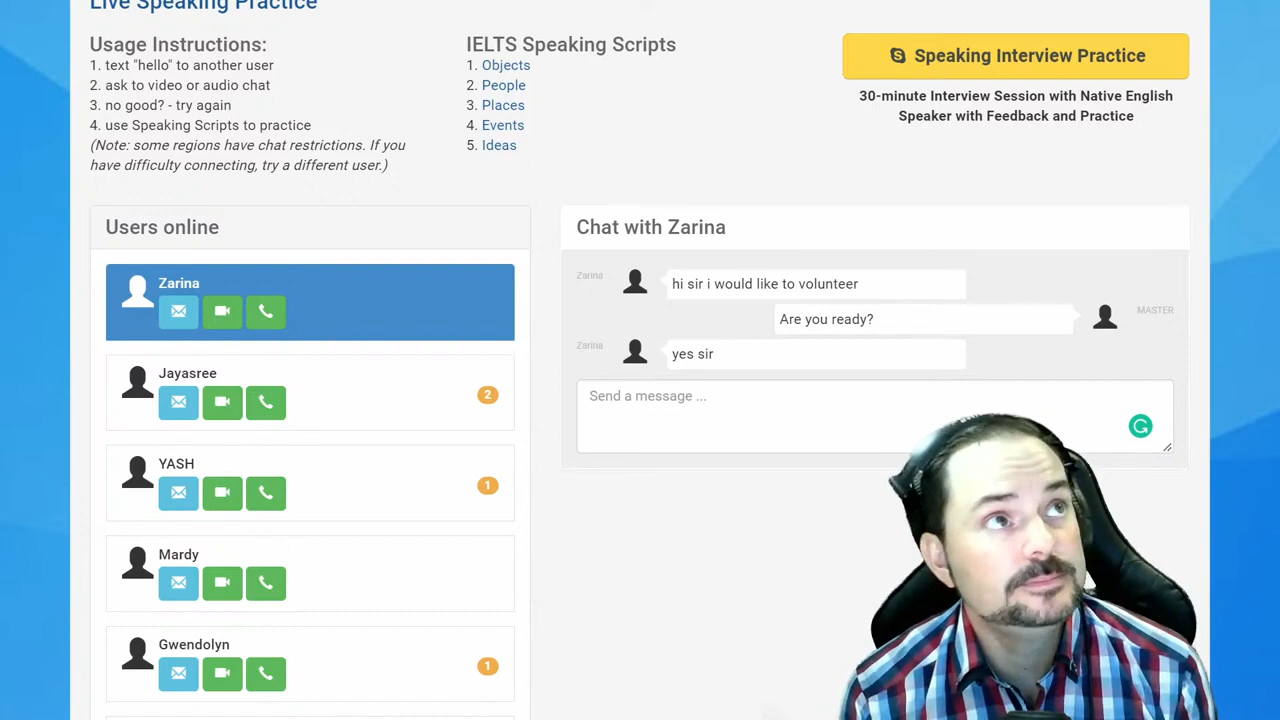 Live Speaking Practice
Usage Instructions:
1. text "hello" to another user
2. ask to video or audio chat
3. no good? - try again
4. use Speaking Scripts to practice
(Note: some regions have chat restrictions. If you
have difficulty connecting, try a different user.)
IELTS Speaking Scripts
1. Objects
2. People
3. Places
4. Events
5. Ideas
Speaking Interview Practice
30-minute Interview Session with Native English
Speaker with Feedback and Practice
Users online
Zarina
Jayasree
2
YASH
1
Mardy
Gwendolyn
1
Chat with Zarina
Zarina
hi sir i would like to volunteer
Are you ready?
MASTER
Zarina
yes sir
Send a message ...